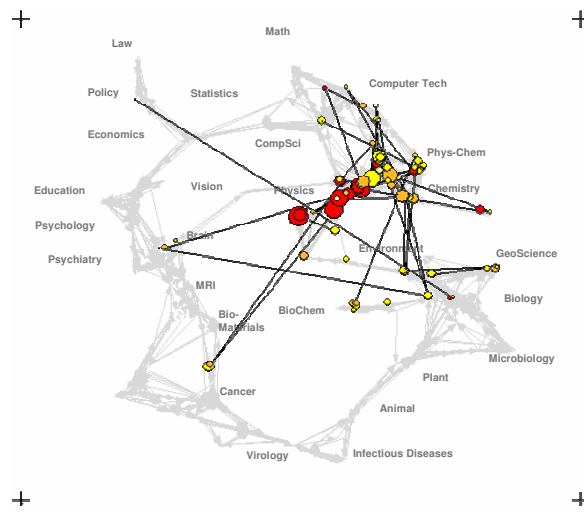 Math
Law
Computer Tech
Policy
Statistics
Economics
CompSci
Phys-Chem
Vision
Physics
Chemistry
Education
Psychology
Brain
Environment
GeoScience
Psychiatry
MRI
Biology
Bio-
Materials
BioChem
Microbiology
Plant
Cancer
Animal
Virology
Infectious Diseases